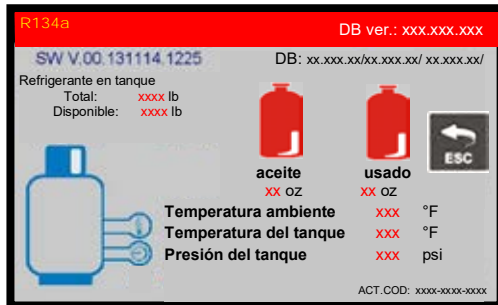 R134a
DB ver.: xxx.xxx.xxx
SW V.00.131114.1225
DB: xx.xxx.xx/xx.xxx.xx/ xx.xxx.xx/
Refrigerante en tanque
Total: xxxx lb
Disponible: xxxx lb
ESC
aceite usado
xx oz xx oz
Temperatura ambiente xxx °F
Temperatura del tanque xxx °F
Presión del tanque xxx psi
ACT.COD: xxxx-xxxx-xxxx